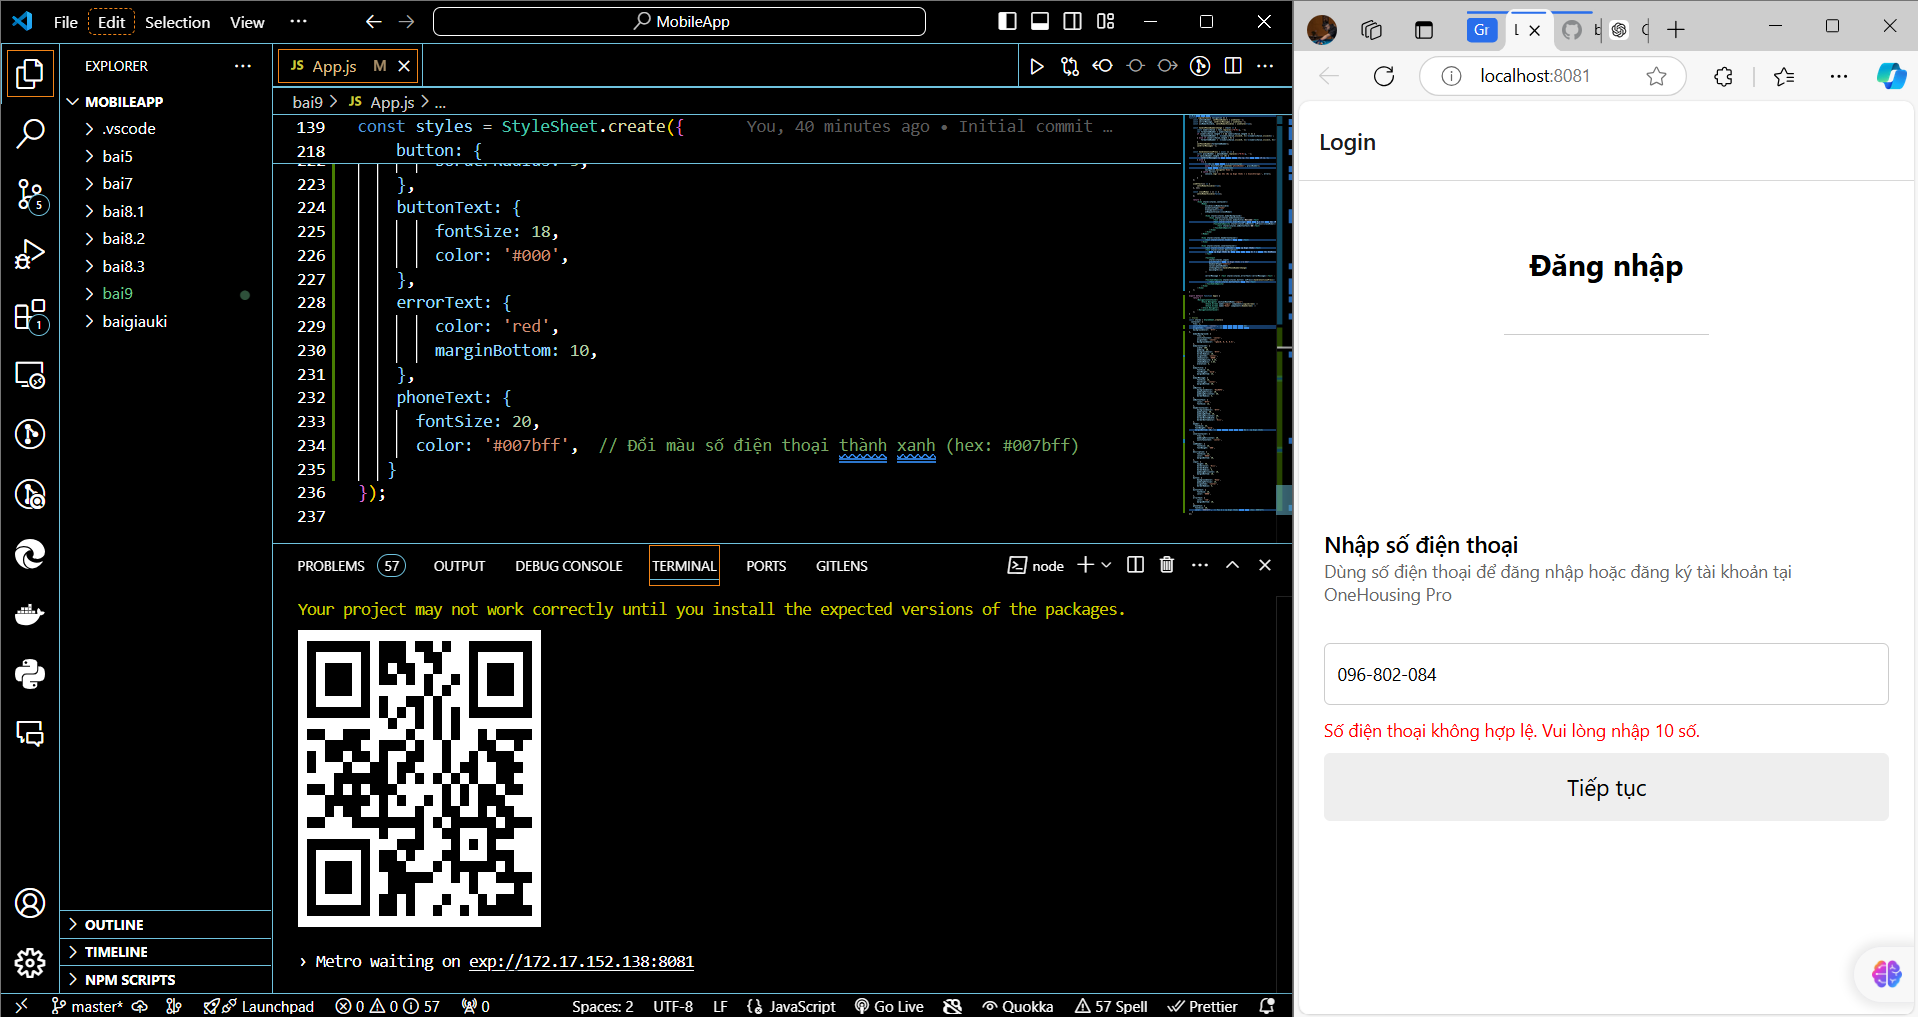 File Edit Selection View ··· MobileApp
EXPLORER ···
MOBILEAPP
.vscode
bai5
bai7
bai8.1
bai8.2
bai8.3
bai9
baigiauki
OUTLINE
TIMELINE
NPM SCRIPTS
5
1
JS App.js M
bai9 > JS App.js > ...
139 const styles = StyleSheet.create({ You, 40 minutes ago • Initial commit …
218 button: {
223 },
224 buttonText: {
225 fontSize: 18,
226 color: '#000',
227 },
228 errorText: {
229 color: 'red',
230 marginBottom: 10,
231 },
232 phoneText: {
233 fontSize: 20,
234 color: '#007bff', // Đổi màu số điện thoại thành xanh (hex: #007bff)
235 }
236 });
237
PROBLEMS 57 OUTPUT DEBUG CONSOLE TERMINAL PORTS GITLENS node
Your project may not work correctly until you install the expected versions of the packages.
› Metro waiting on exp://172.17.152.138:8081
master* Launchpad 0 0 57 0 Spaces: 2 UTF-8 LF JavaScript Go Live Quokka 57 Spell Prettier
Gr L
localhost:8081
Login
Đăng nhập
Nhập số điện thoại
Dùng số điện thoại để đăng nhập hoặc đăng ký tài khoản tại
OneHousing Pro
096-802-084
Số điện thoại không hợp lệ. Vui lòng nhập 10 số.
Tiếp tục